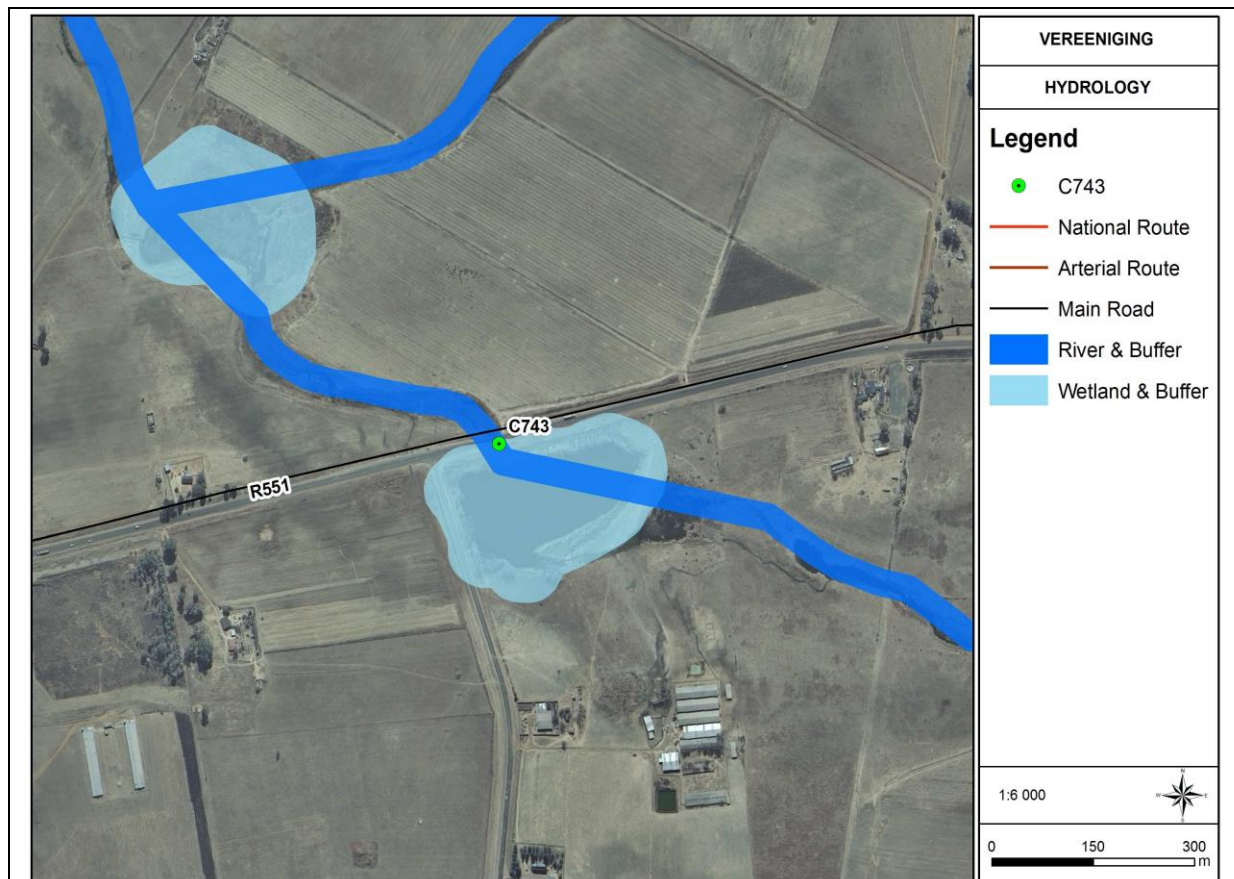 C743
R551
VEREENIGING
HYDROLOGY
Legend
C743
National Route
Arterial Route
Main Road
River & Buffer
Wetland & Buffer
1:6 000
N
W E
S
0 150 300
m